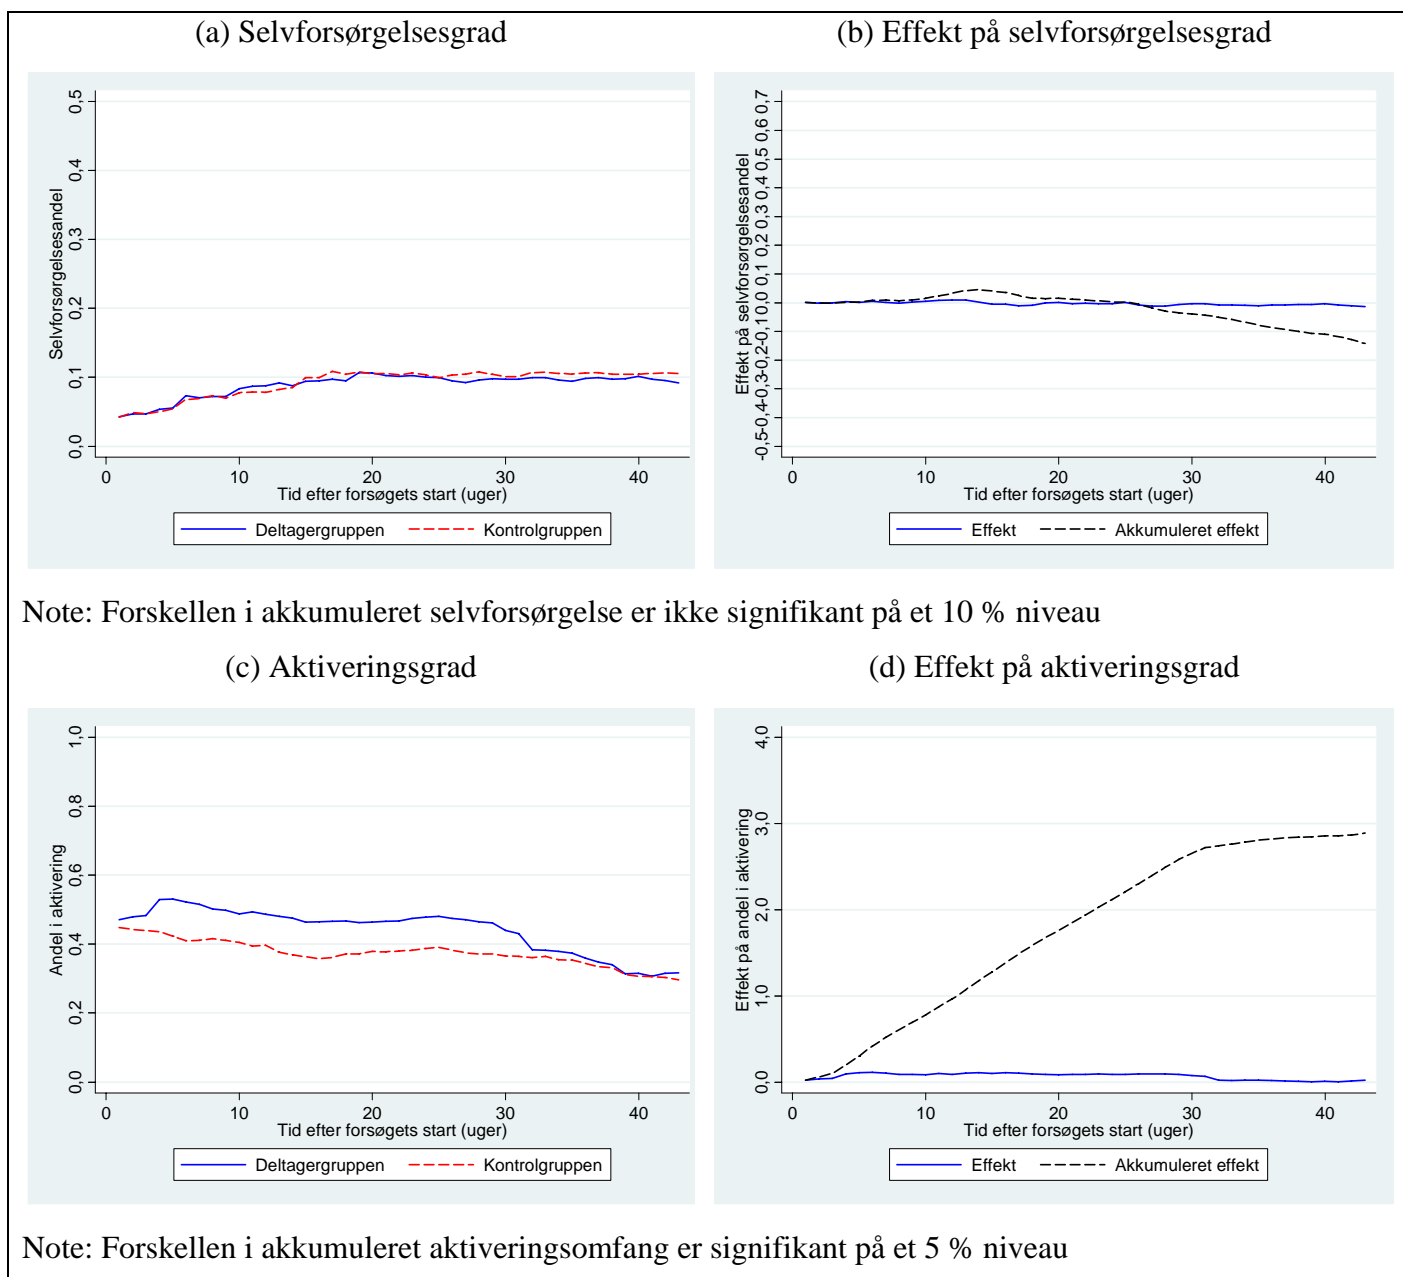 (a) Selvforsørgelsesgrad
(b) Effekt på selvforsørgelsesgrad
Selvforsørgelsesandel
0,5
0,4
0,3
0,2
0,1
0,0
0 10 20 30 40
Tid efter forsøgets start (uger)
Deltagergruppen Kontrolgruppen
Effekt på selvforsørgelsesandel
-0,5-0,4-0,3-0,2-0,10,0 0,1 0,2 0,3 0,4 0,5 0,6 0,7
0 10 20 30 40
Tid efter forsøgets start (uger)
Effekt Akkumuleret effekt
Note: Forskellen i akkumuleret selvforsørgelse er ikke signifikant på et 10 % niveau
(c) Aktiveringsgrad
(d) Effekt på aktiveringsgrad
Andel i aktivering
1,0
0,8
0,6
0,4
0,2
0,0
0 10 20 30 40
Tid efter forsøgets start (uger)
Deltagergruppen Kontrolgruppen
Effekt på andel i aktivering
4,0
3,0
2,0
1,0
0,0
0 10 20 30 40
Tid efter forsøgets start (uger)
Effekt Akkumuleret effekt
Note: Forskellen i akkumuleret aktiveringsomfang er signifikant på et 5 % niveau